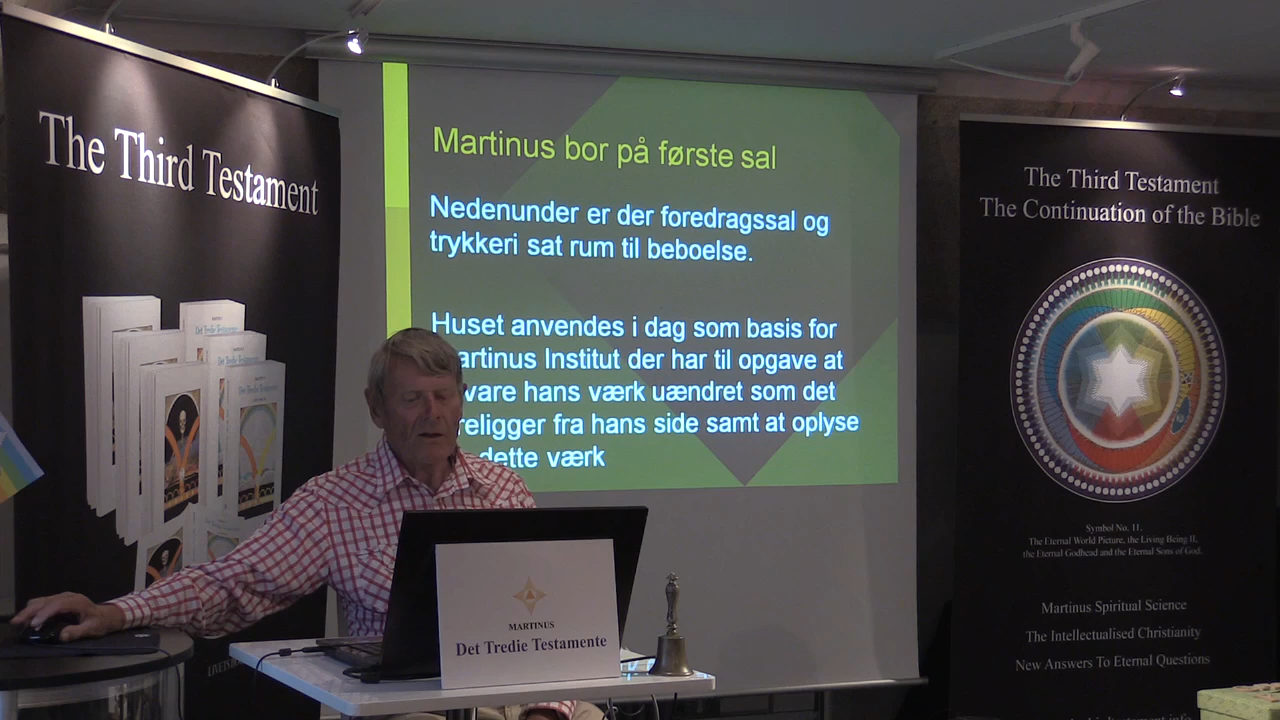 The Third Testament
Martinus bor på første sal
Nedenunder er der foredragssal og
trykkeri sat rum til beboelse.
Huset anvendes i dag som basis for
artinus Institut der har til opgave at
vare hans værk uændret som det
religger fra hans side samt at oplyse
dette værk
MARTINUS
Det Tredie Testamente
The Third Testament
The Continuation of the Bible
Symbol No. 11.
The Eternal World Picture, the Living Being II,
the Eternal Godhead and the Eternal Sons of God.
Martinus Spiritual Science
The Intellectualised Christianity
New Answers To Eternal Questions